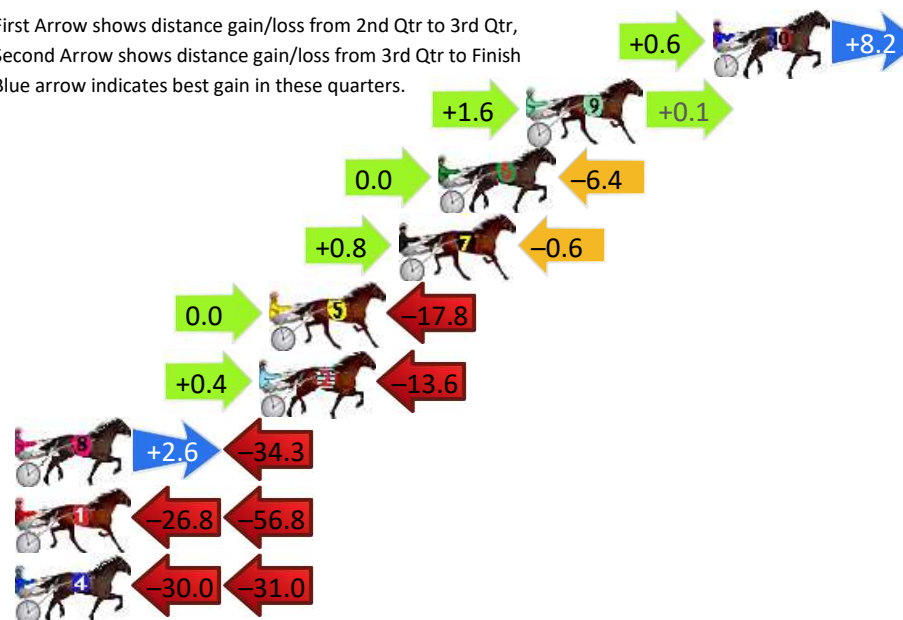 First Arrow shows distance gain/loss from 2nd Qtr to 3rd Qtr,
Second Arrow shows distance gain/loss from 3rd Qtr to Finish
Blue arrow indicates best gain in these quarters.
+0.6 10 +8.2
+1.6 9 +0.1
0.0 6 −6.4
+0.8 7 −0.6
0.0 5 −17.8
+0.4 2 −13.6
8 +2.6 −34.3
1 −26.8 −56.8
4 −30.0 −31.0